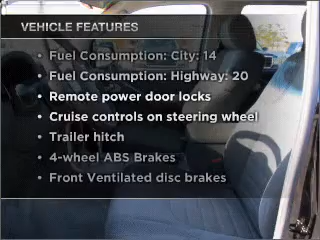 VEHICLE FEATURES
• Fuel Consumption: City: 14
• Fuel Consumption: Highway: 20
• Remote power door locks
• Cruise controls on steering wheel
• Trailer hitch
• 4-wheel ABS Brakes
• Front Ventilated disc brakes